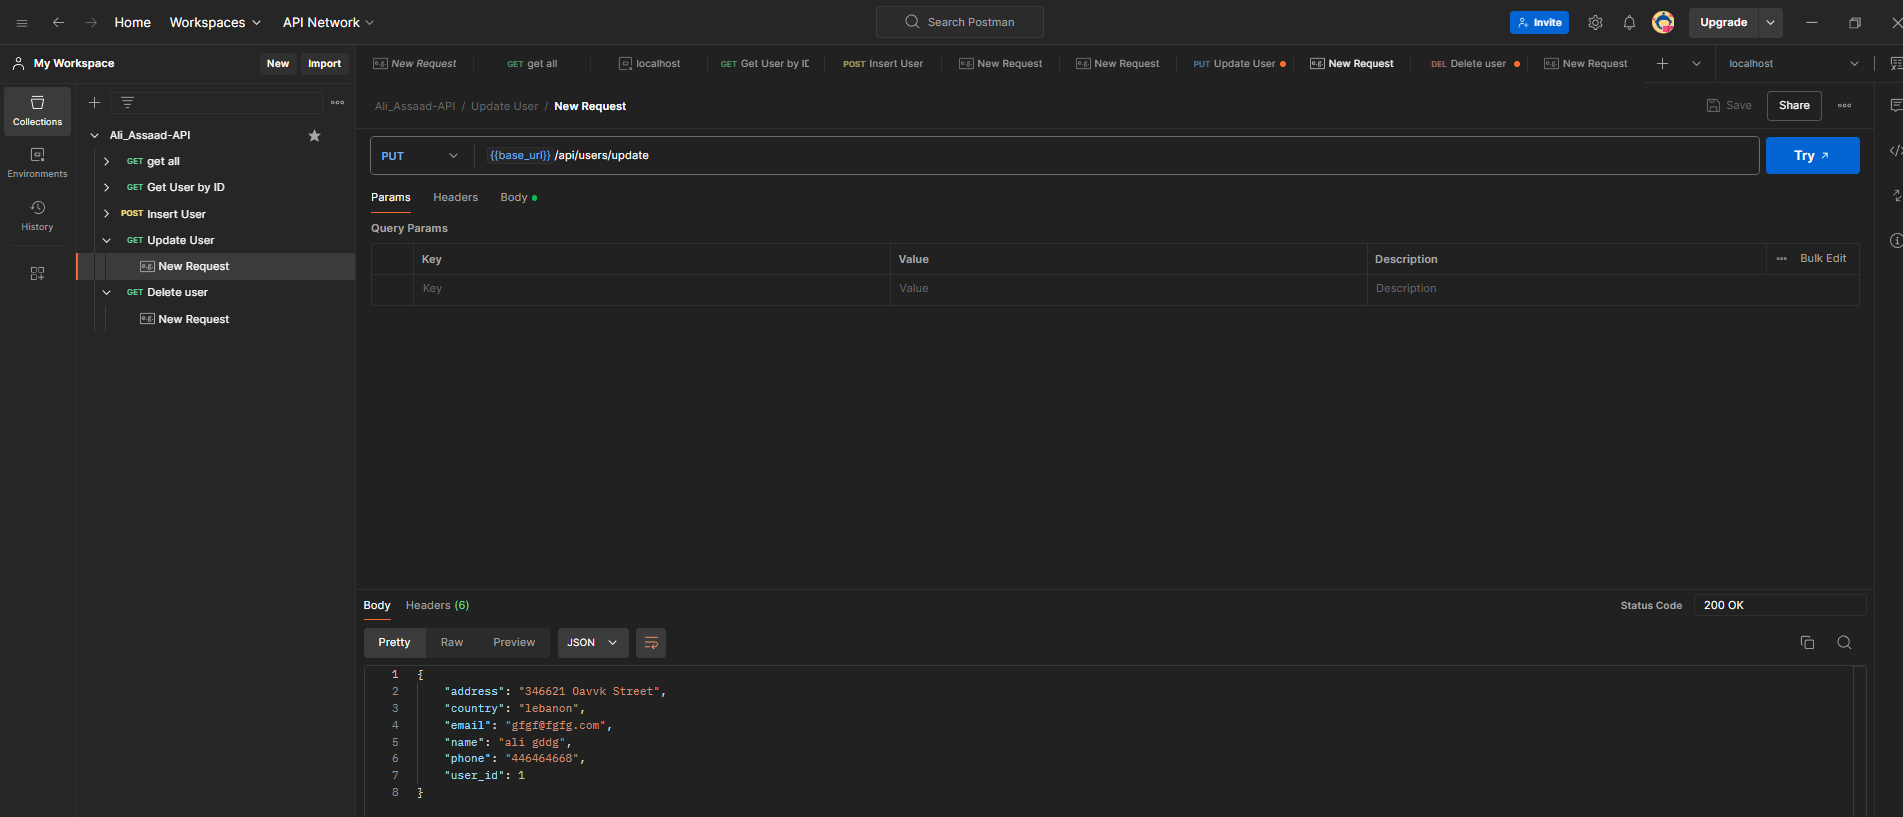 Home Workspaces API Network Search Postman Invite Upgrade
My Workspace New Import
New Request GET get all localhost GET Get User by ID POST Insert User New Request New Request PUT Update User New Request DEL Delete user New Request localhost
Collections
Environments
History
Ali_Assaad-API
GET get all
GET Get User by ID
POST Insert User
GET Update User
e.g. New Request
GET Delete user
e.g. New Request
Ali_Assaad-API / Update User / New Request Save Share
PUT {{base_url}} /api/users/update Try
Params Headers Body
Query Params
Key Value Description Bulk Edit
Key Value Description
Body Headers (6) Status Code 200 OK
Pretty Raw Preview JSON
1 {
2 "address": "346621 Oavvk Street",
3 "country": "lebanon",
4 "email": "gfgf@fgfg.com",
5 "name": "ali gddg",
6 "phone": "446464668",
7 "user_id": 1
8 }